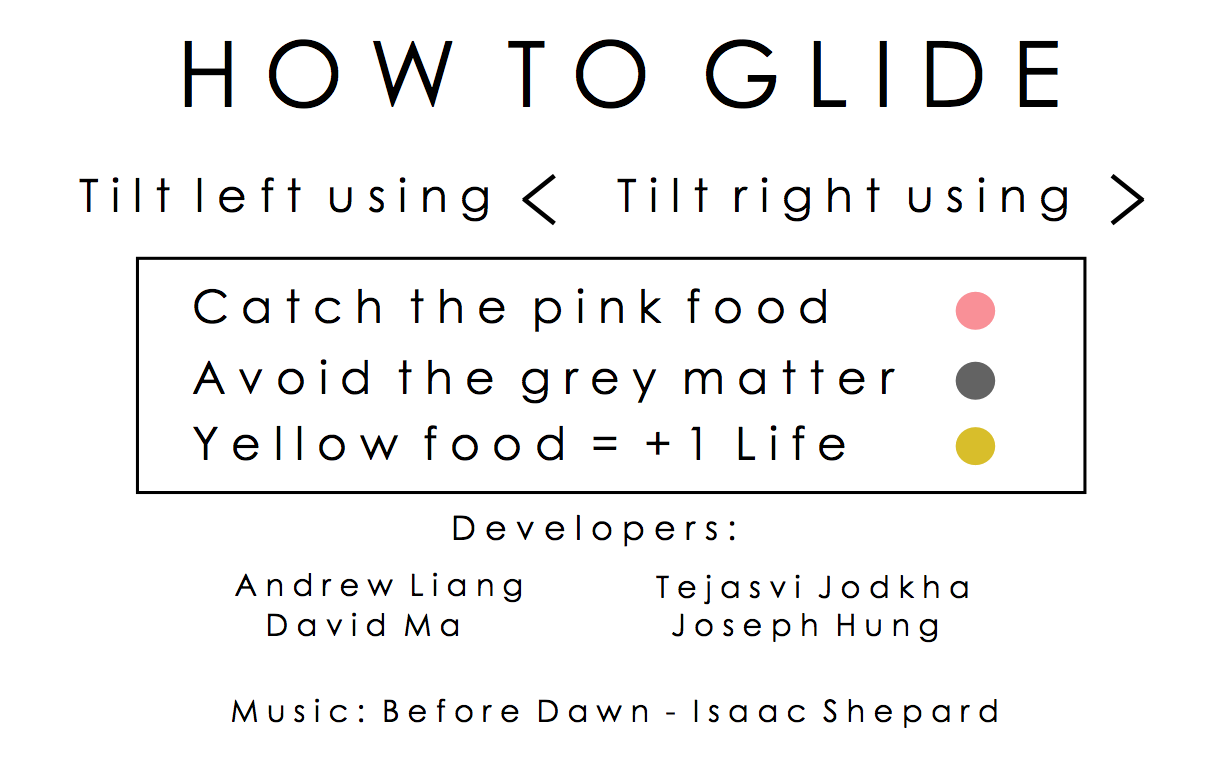 HOW TO GLIDE
Tilt left using < Tilt right using >
Catch the pink food
Avoid the grey matter
Yellow food = +1 Life
Developers:
Andrew Liang Tejasvi Jodkha
David Ma Joseph Hung
Music: Before Dawn - Isaac Shepard